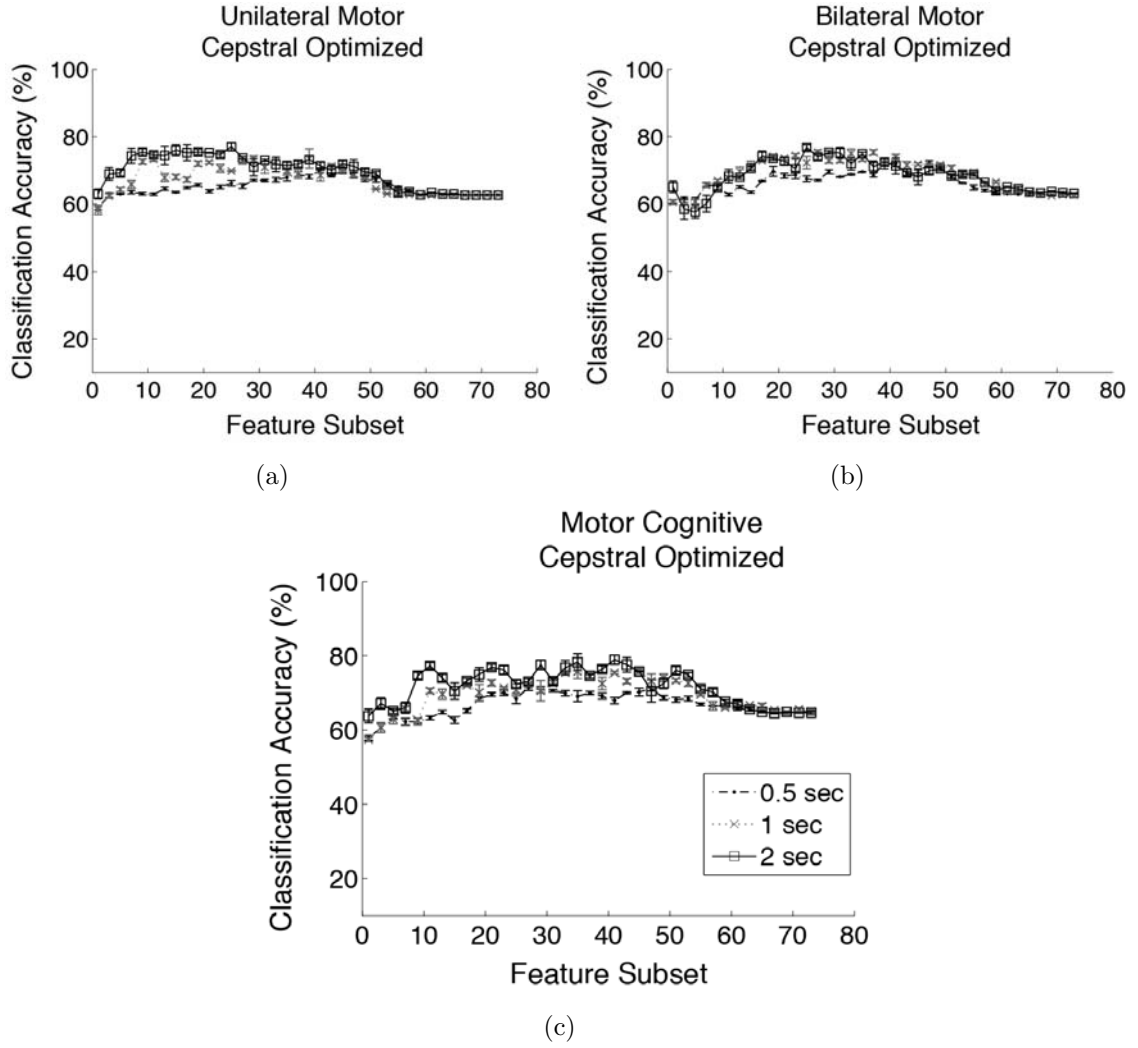 Unilateral Motor
Cepstral Optimized
100
80
60
40
20
0 10 20 30 40 50 60 70 80
Classification Accuracy (%)
Feature Subset
(a)
Bilateral Motor
Cepstral Optimized
100
80
60
40
20
0 10 20 30 40 50 60 70 80
Classification Accuracy (%)
Feature Subset
(b)
Motor Cognitive
Cepstral Optimized
100
80
60
40
20
0 10 20 30 40 50 60 70 80
Classification Accuracy (%)
Feature Subset
0.5 sec
1 sec
2 sec
(c)